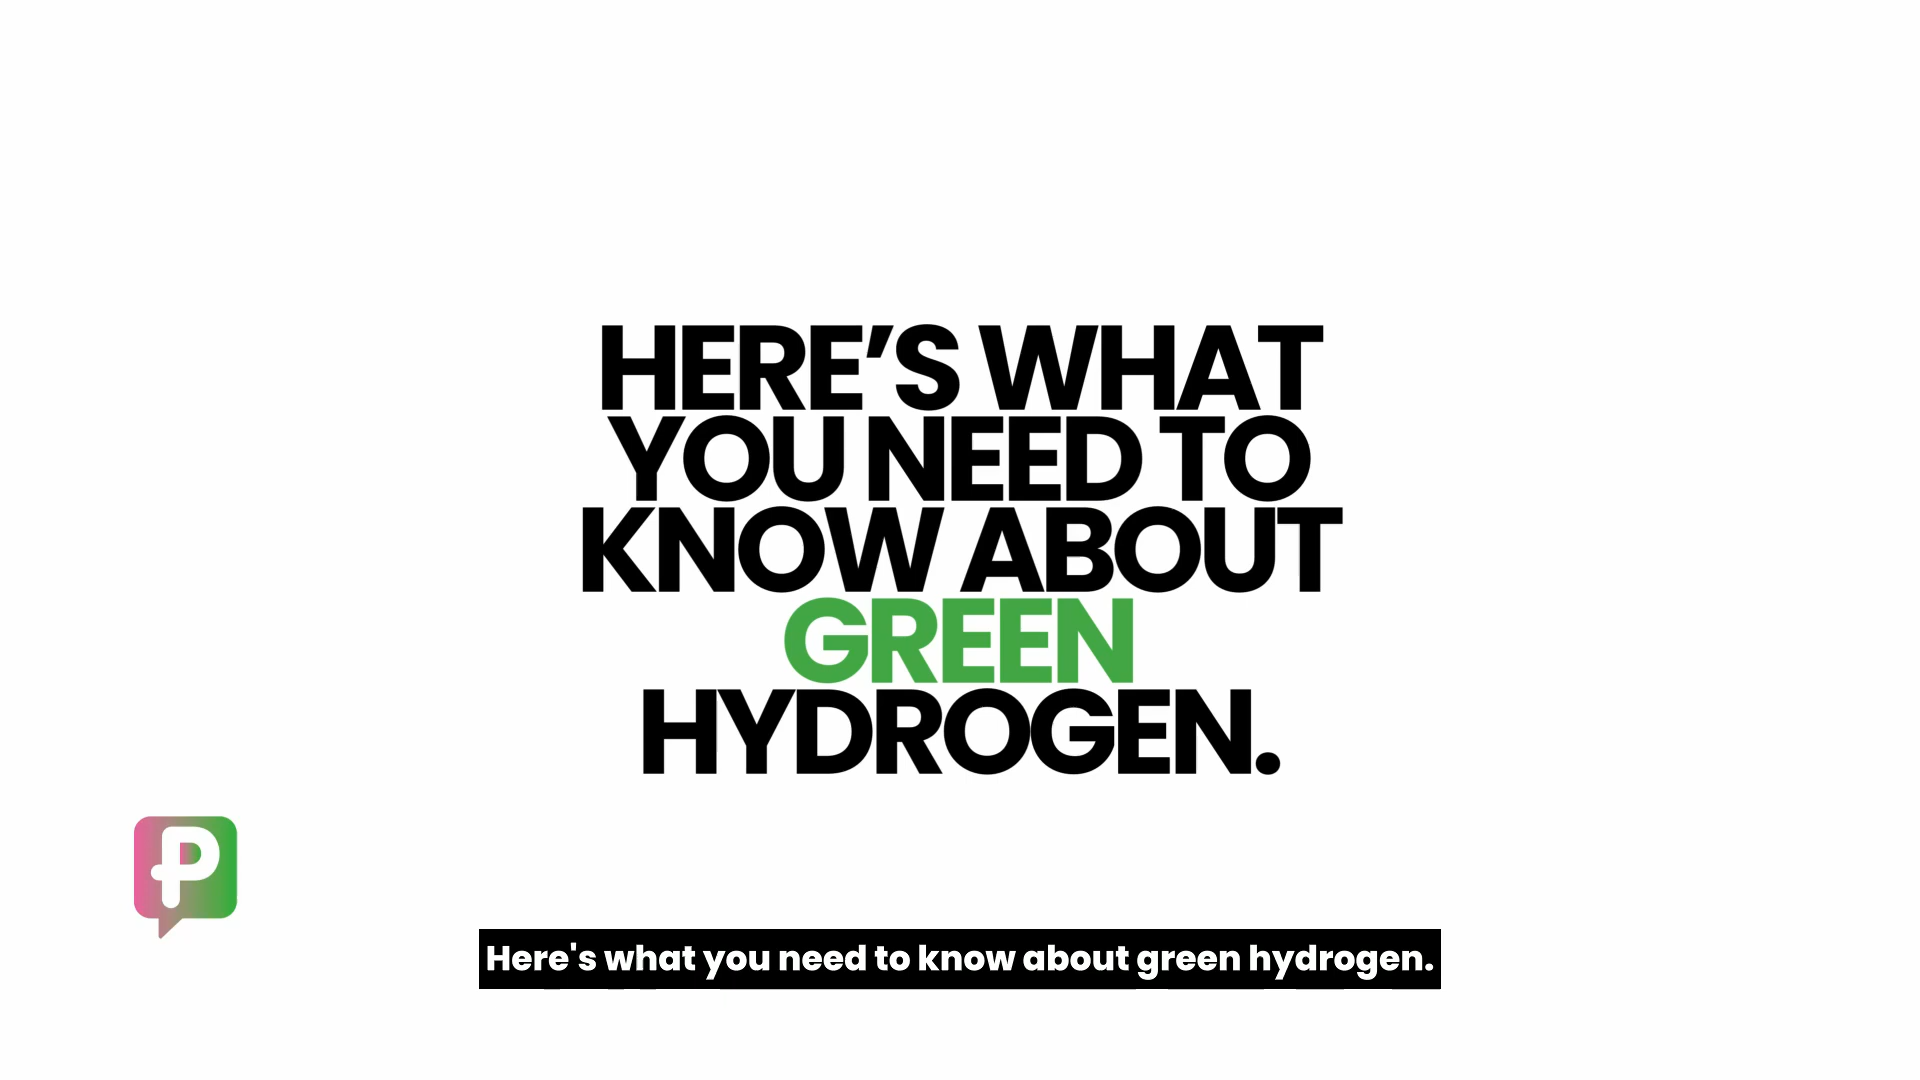 HERE’S WHAT
YOU NEED TO
KNOW ABOUT
GREEN
HYDROGEN.
P
Here's what you need to know about green hydrogen.